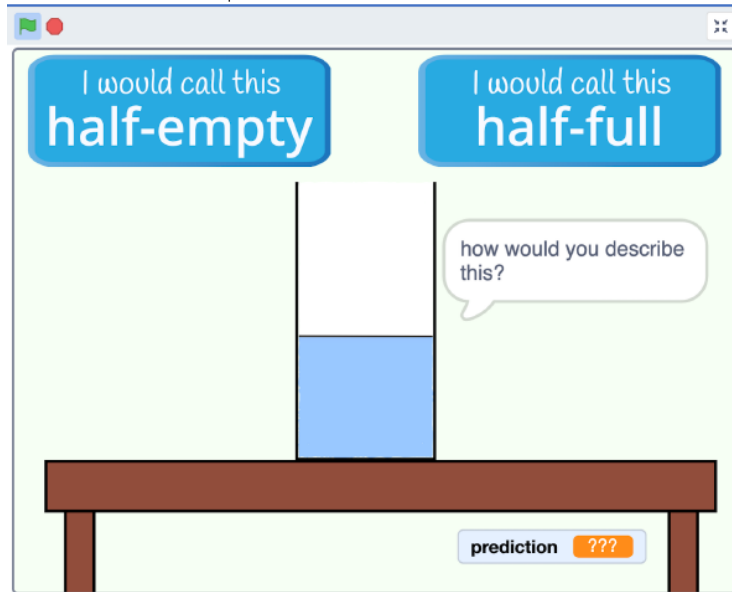 I would call this
half-empty
I would call this
half-full
how would you describe
this?
prediction ???